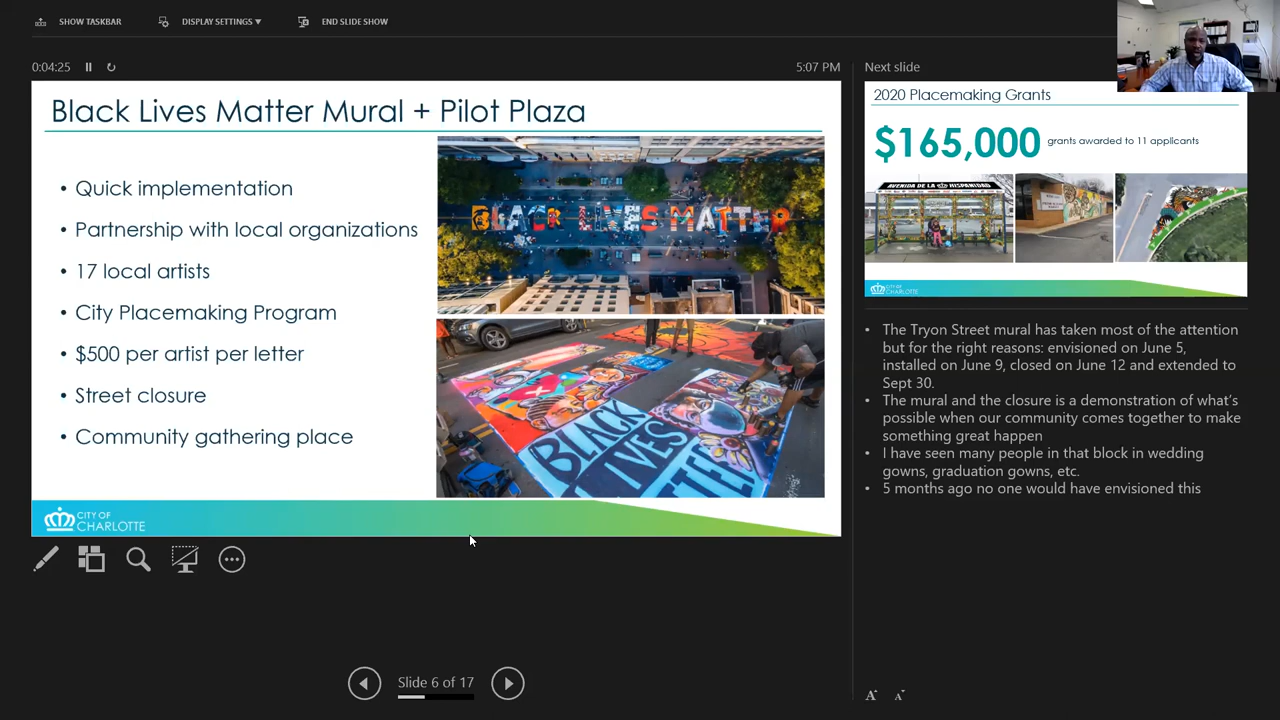 SHOW TASKBAR
DISPLAY SETTINGS
END SLIDE SHOW
0:04:25
5:07 PM
Black Lives Matter Mural + Pilot Plaza
• Quick implementation
• Partnership with local organizations
• 17 local artists
• City Placemaking Program
• $500 per artist per letter
• Street closure
• Community gathering place
BLACK LIVES MATTER
BLACK
LIVES
CITY OF
CHARLOTTE
Slide 6 of 17
Next slide
2020 Placemaking Grants
$165,000 grants awarded to 11 applicants
AVENIDA DE LA HISPANIDAD
CITY OF
CHARLOTTE
• The Tryon Street mural has taken most of the attention
but for the right reasons: envisioned on June 5,
installed on June 9, closed on June 12 and extended to
Sept 30.
• The mural and the closure is a demonstration of what's
possible when our community comes together to make
something great happen
• I have seen many people in that block in wedding
gowns, graduation gowns, etc.
• 5 months ago no one would have envisioned this
A A